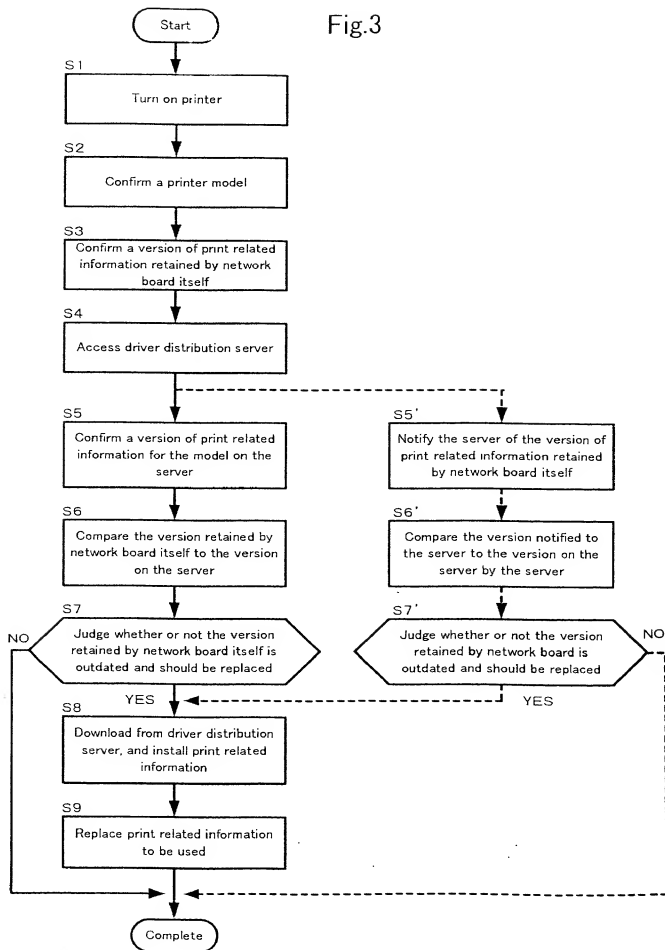 Fig.3
Start
S1
Turn on printer
S2
Confirm a printer model
S3
Confirm a version of print related
information retained by network
board itself
S4
Access driver distribution server
S5
Confirm a version of print related
information for the model on the
server
S5'
Notify the server of the version of
print related information retained
by network board itself
S6
Compare the version retained by
network board itself to the version
on the server
S6'
Compare the version notified to
the server to the version on the
server by the server
S7
NO
Judge whether or not the version
retained by network board itself is
outdated and should be replaced
YES
S7'
NO
Judge whether or not the version
retained by network board is
outdated and should be replaced
YES
S8
Download from driver distribution
server, and install print related
information
S9
Replace print related information
to be used
Complete